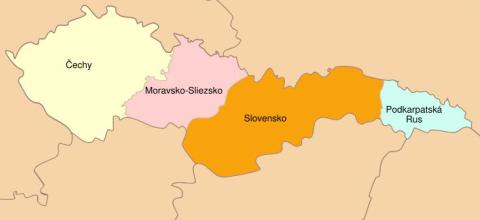 Čechy
Moravsko-Sliezsko
Slovensko
Podkarpatská
Rus